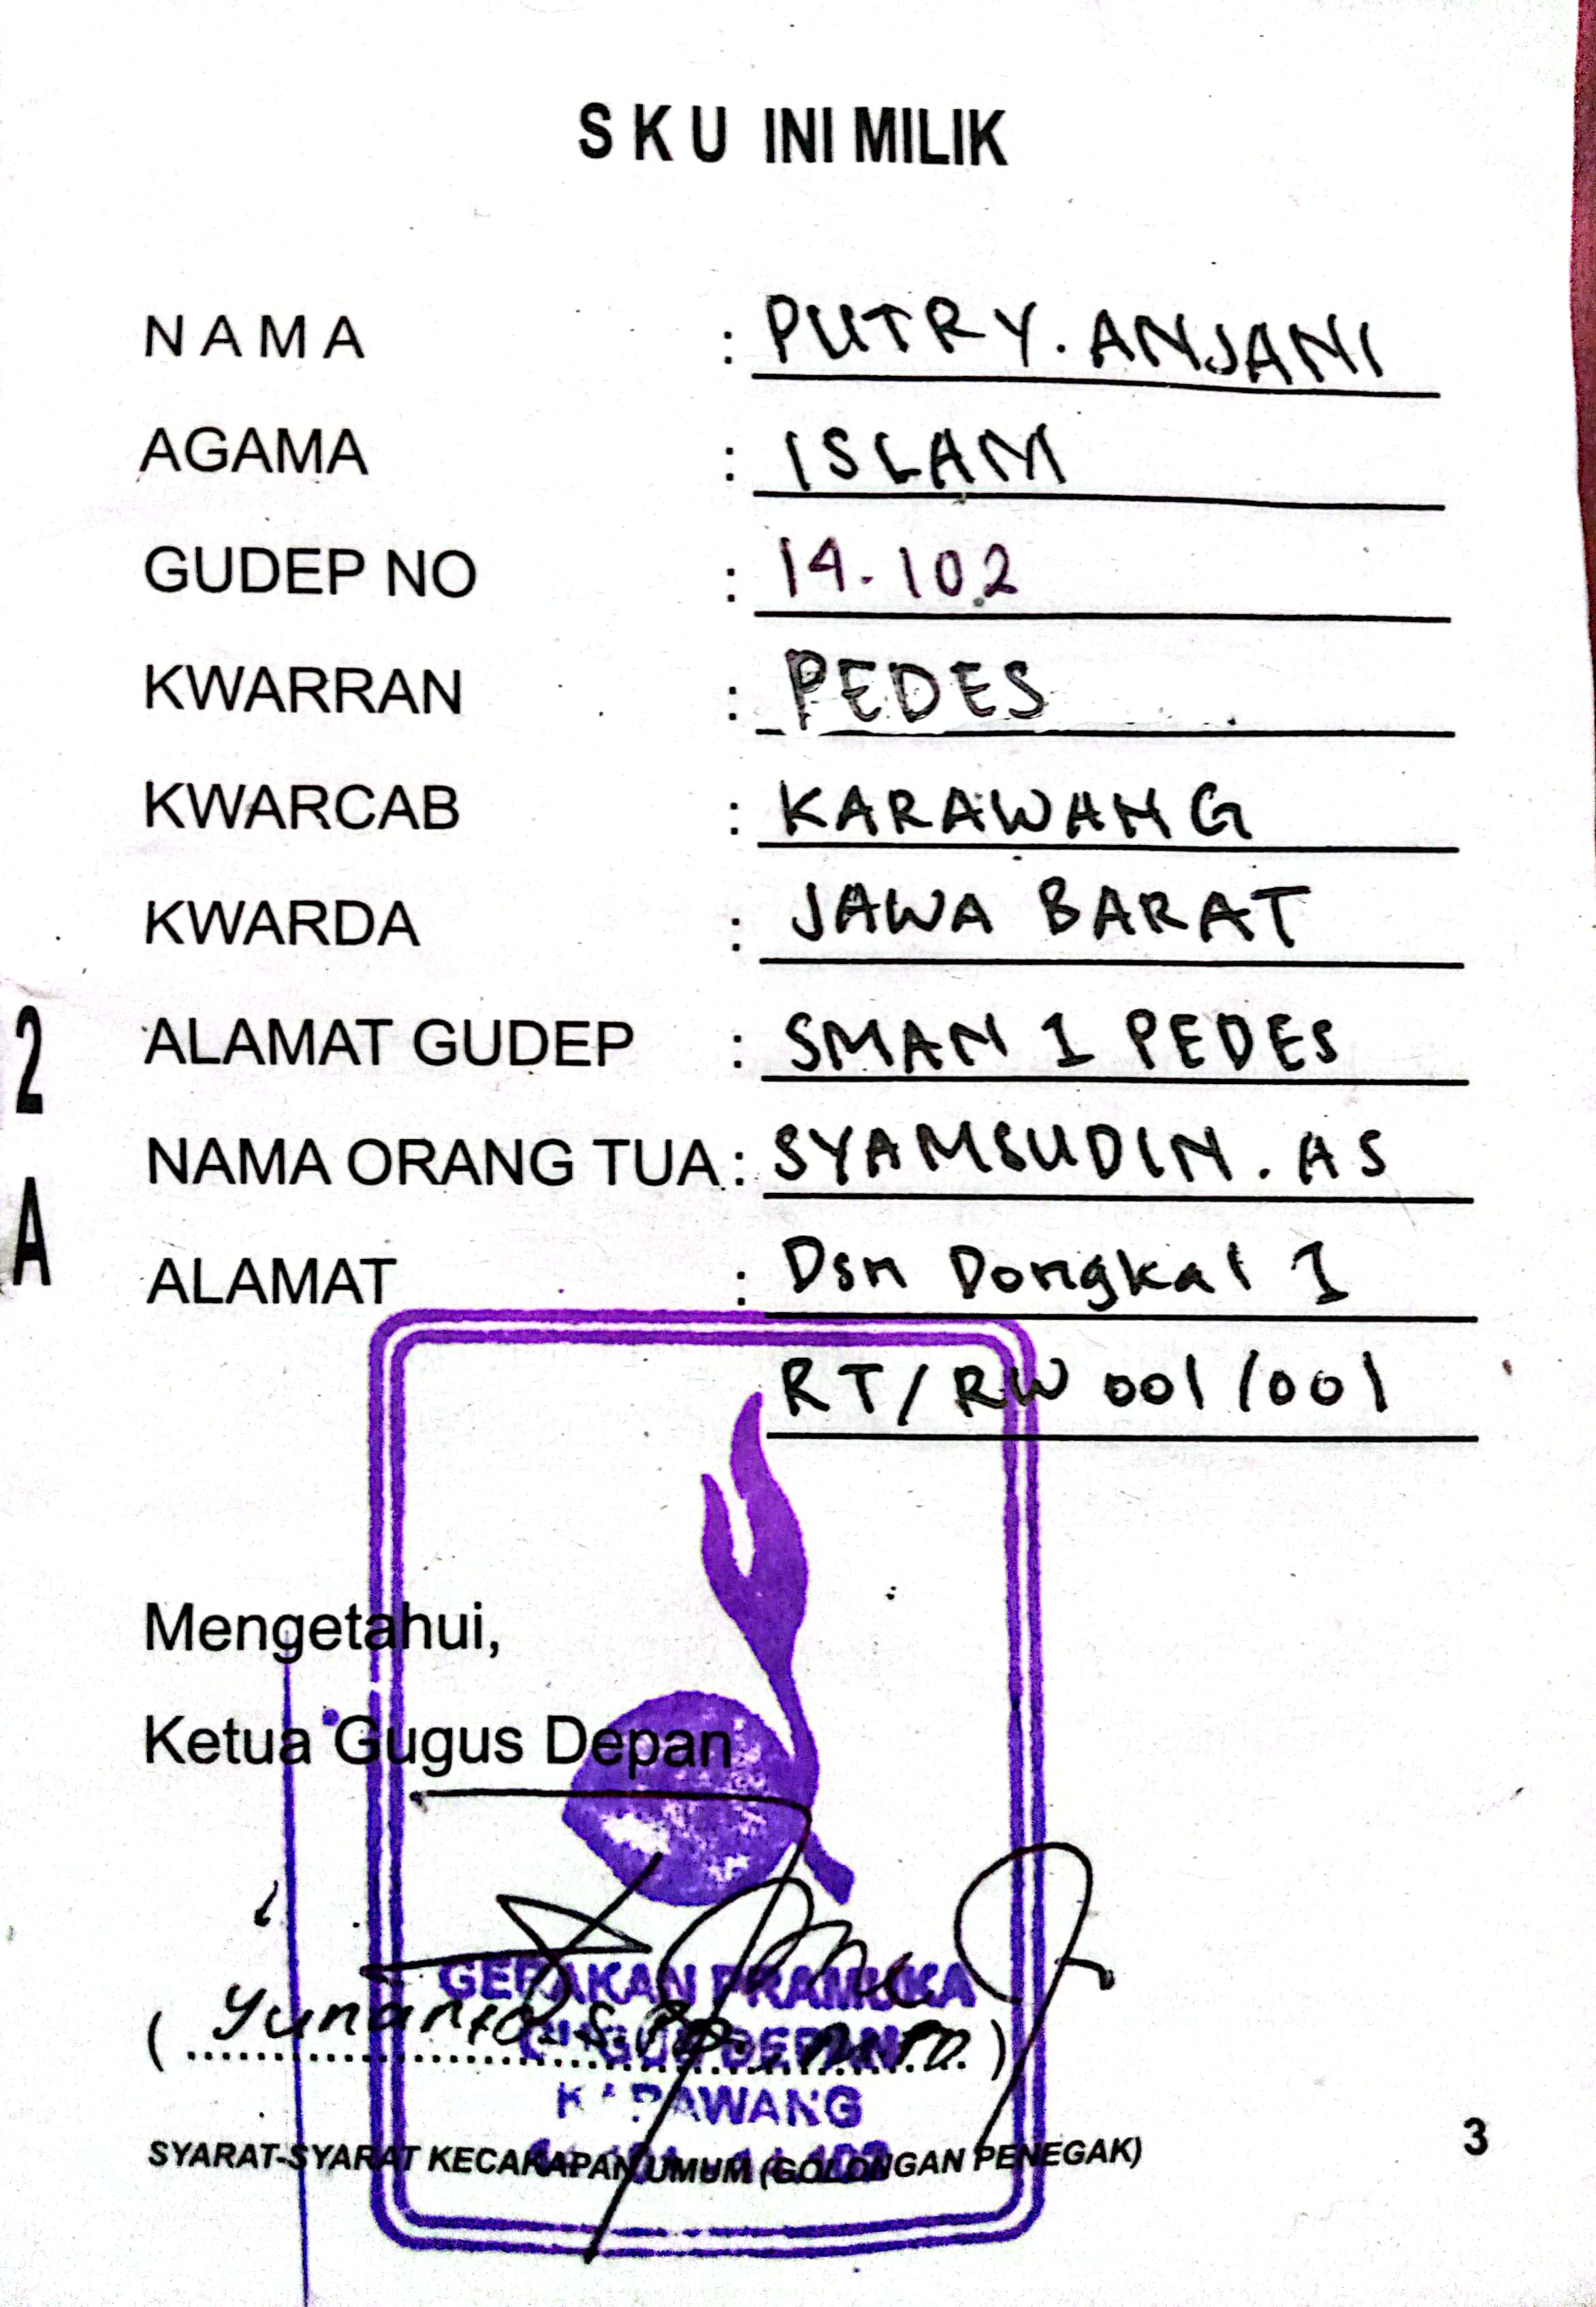 S K U INI MILIK
N A M A : PUTRY. ANJANI
AGAMA : ISLAM
GUDEP NO : 14.102
KWARRAN : PEDES
KWARCAB : KARAWANG
KWARDA : JAWA BARAT
2 ALAMAT GUDEP : SMAN 1 PEDES
A NAMA ORANG TUA : SYAMSUDIN. AS
ALAMAT : Dsn Dongkal 1
RT/RW 001/001
Mengetahui,
Ketua Gugus Depan
GERAKAN PRAMUKA
(Yunanto S.Pd., M.Pd)
GUGUS DEPAN
KARAWANG
SYARAT-SYARAT KECAKAPAN UMUM (GOLONGAN PENEGAK) 3